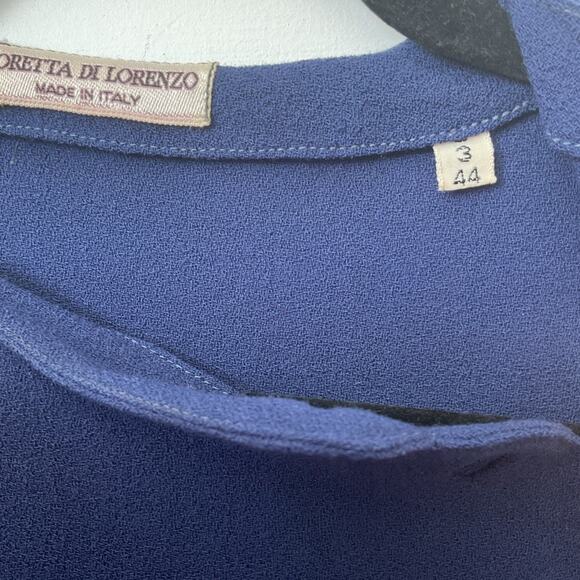 ORETTA DI LORENZO
MADE IN ITALY
3
44